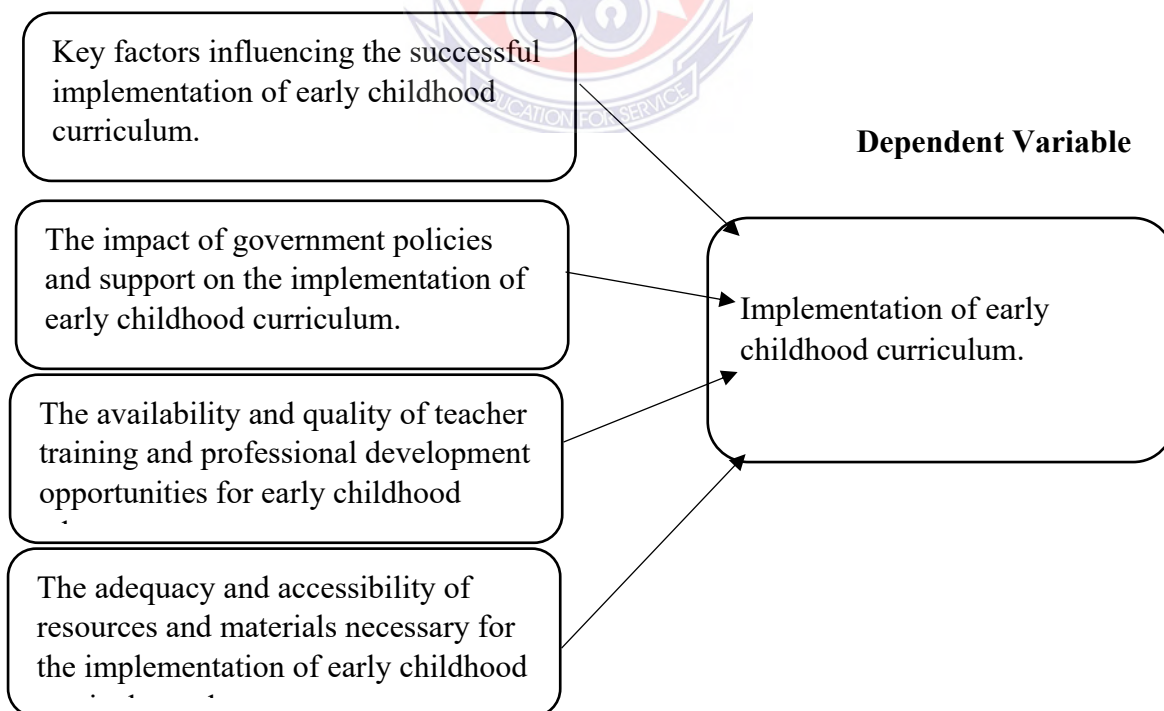 Key factors influencing the successful
implementation of early childhood
curriculum.
EDUCATION FOR SERVICE
Dependent Variable
The impact of government policies
and support on the implementation of
early childhood curriculum.
Implementation of early
childhood curriculum.
The availability and quality of teacher
training and professional development
opportunities for early childhood
The adequacy and accessibility of
resources and materials necessary for
the implementation of early childhood